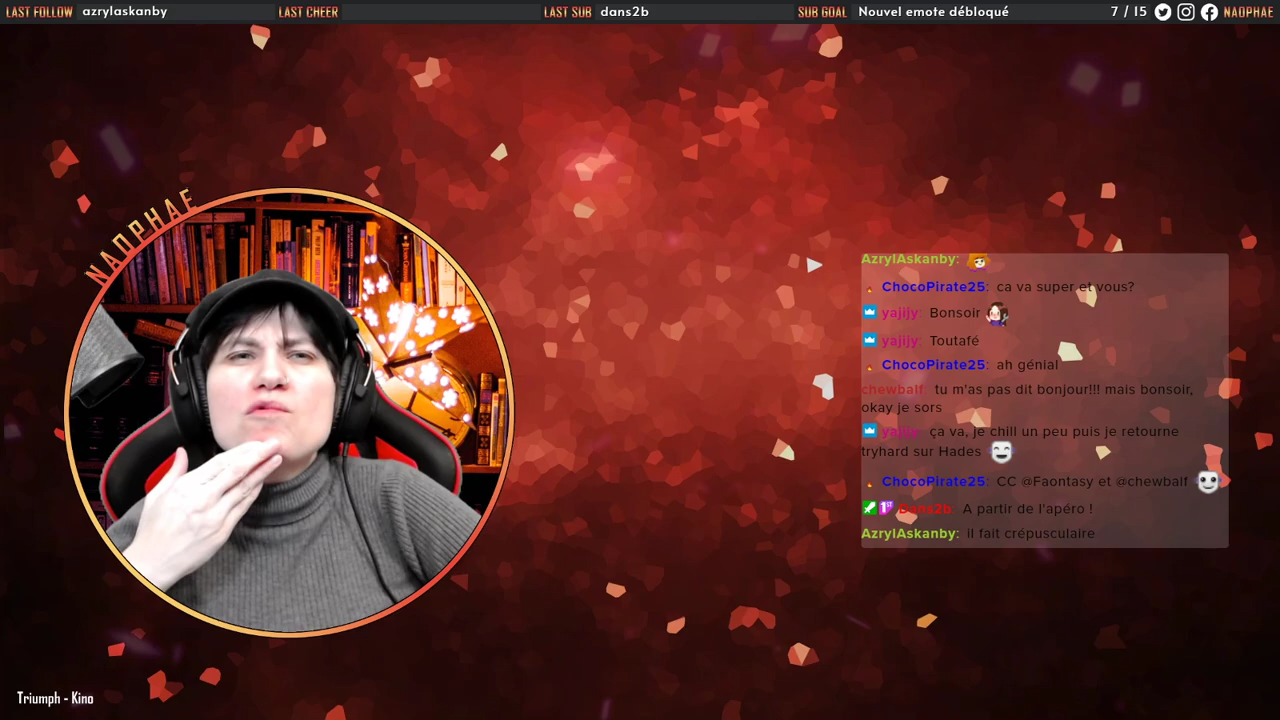 LAST FOLLOW azrylaskanby LAST CHEER LAST SUB dans2b SUB GOAL Nouvel emote débloqué 7 / 15 NAOPHAE
NAOPHAE
AzrylAskanby:
ChocoPirate25: ca va super et vous?
yajijy: Bonsoir
yajijy: Toutafé
ChocoPirate25: ah génial
chewbalf: tu m'as pas dit bonjour!!! mais bonsoir,
okay je sors
yajijy: ça va, je chill un peu puis je retourne
tryhard sur Hades
ChocoPirate25: CC @Faontasy et @chewbalf
Dans2b: A partir de l'apéro !
AzrylAskanby: il fait crépusculaire
Triumph - Kino